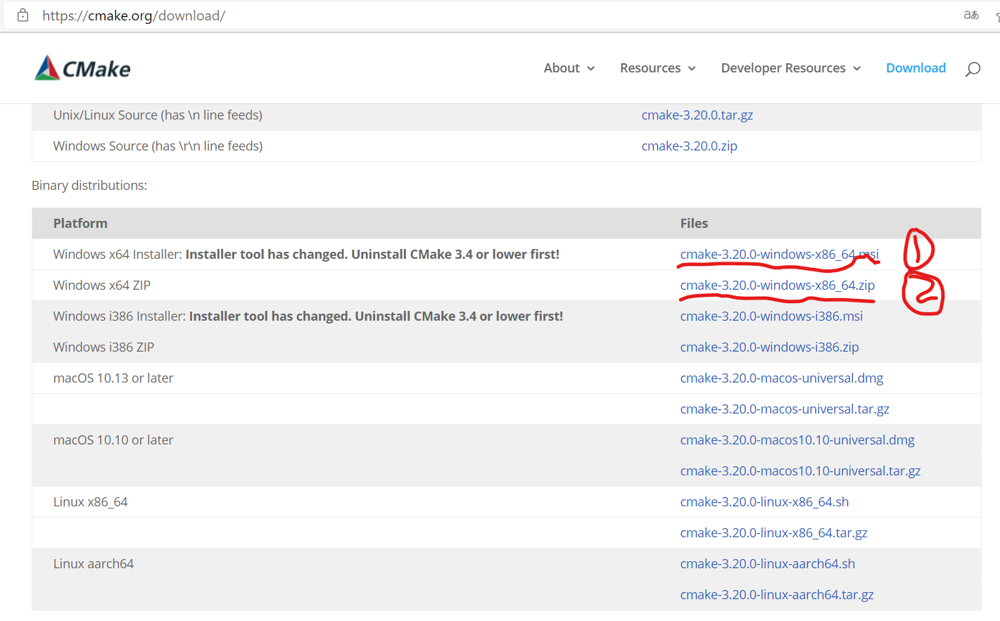 https://cmake.org/download/
aあ
CMake
About Resources Developer Resources Download
Unix/Linux Source (has \n line feeds) cmake-3.20.0.tar.gz
Windows Source (has \r\n line feeds) cmake-3.20.0.zip
Binary distributions:
Platform Files
Windows x64 Installer: Installer tool has changed. Uninstall CMake 3.4 or lower first! cmake-3.20.0-windows-x86_64.msi 1
Windows x64 ZIP cmake-3.20.0-windows-x86_64.zip 2
Windows i386 Installer: Installer tool has changed. Uninstall CMake 3.4 or lower first! cmake-3.20.0-windows-i386.msi
Windows i386 ZIP cmake-3.20.0-windows-i386.zip
macOS 10.13 or later cmake-3.20.0-macos-universal.dmg
cmake-3.20.0-macos-universal.tar.gz
macOS 10.10 or later cmake-3.20.0-macos10.10-universal.dmg
cmake-3.20.0-macos10.10-universal.tar.gz
Linux x86_64 cmake-3.20.0-linux-x86_64.sh
cmake-3.20.0-linux-x86_64.tar.gz
Linux aarch64 cmake-3.20.0-linux-aarch64.sh
cmake-3.20.0-linux-aarch64.tar.gz